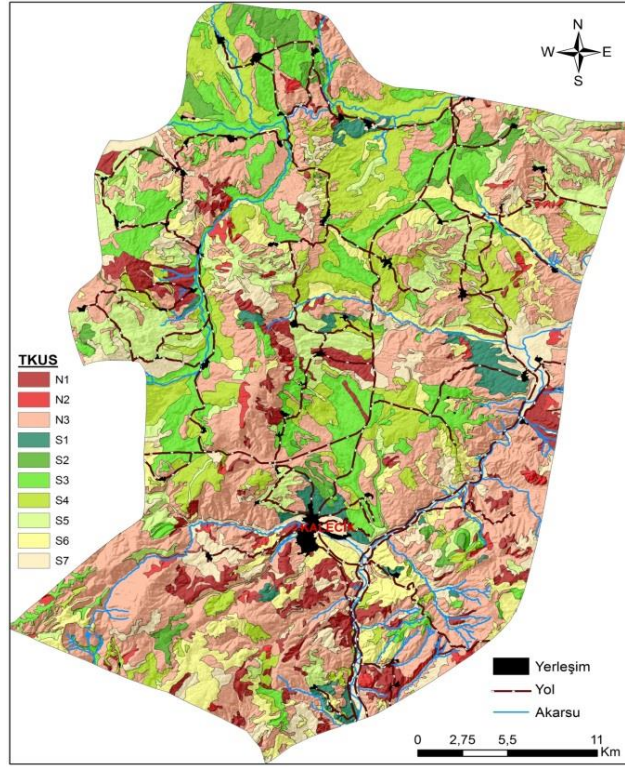 N
W E
S
TKUS
N1
N2
N3
S1
S2
S3
S4
S5
S6
S7
KALECİK
Yerleşim
Yol
Akarsu
0 2,75 5,5 11
Km